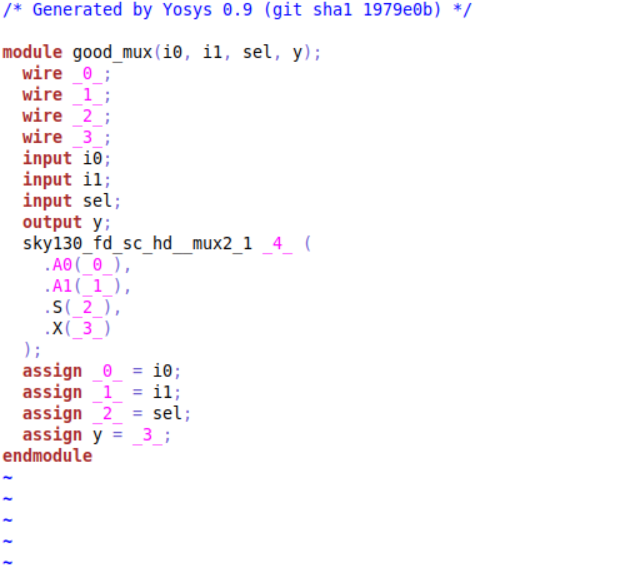 /* Generated by Yosys 0.9 (git sha1 1979e0b) */
module good_mux(i0, i1, sel, y);
wire _0_;
wire _1_;
wire _2_;
wire _3_;
input i0;
input i1;
input sel;
output y;
sky130_fd_sc_hd__mux2_1 _4_ (
.A0(_0_),
.A1(_1_),
.S(_2_),
.X(_3_)
);
assign _0_ = i0;
assign _1_ = i1;
assign _2_ = sel;
assign y = _3_;
endmodule
~
~
~
~
~